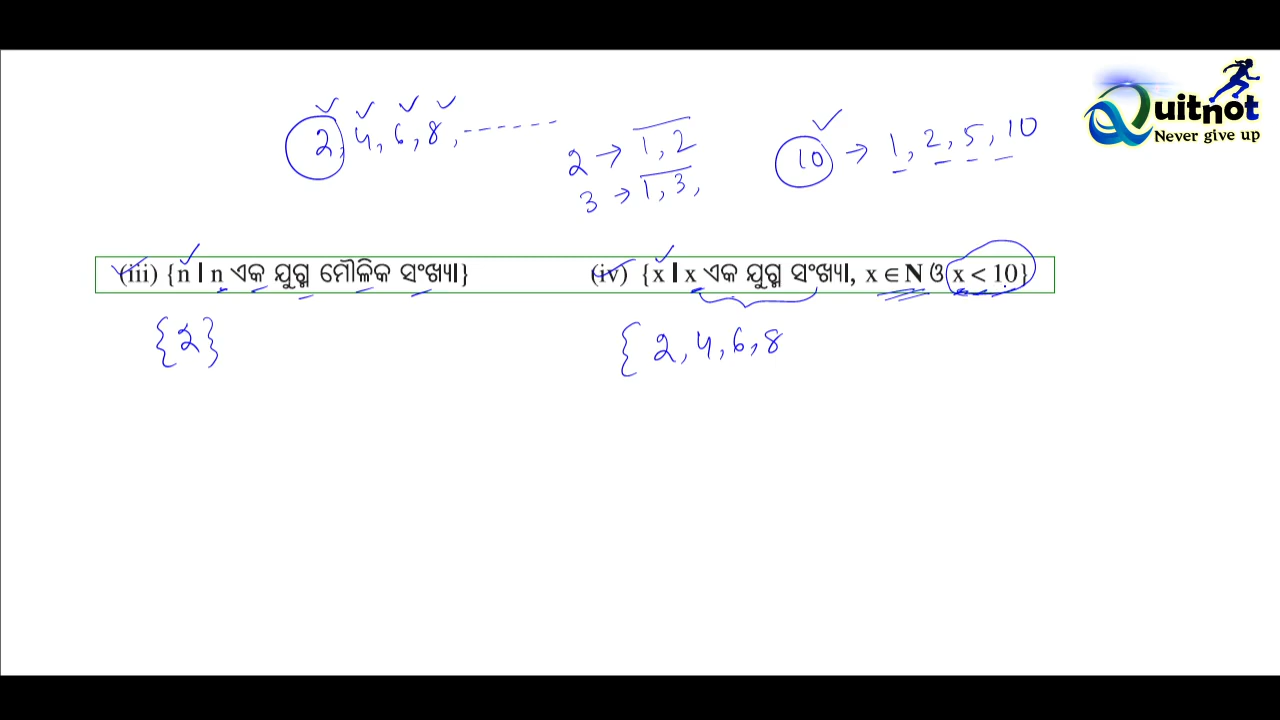 Quitnot
Never give up
2, 4, 6, 8, ------
2 → 1, 2
3 → 1, 3,
10 → 1, 2, 5, 10
(iii) {n | n ଏକ ଯୁଗ୍ମ ମୌଳିକ ସଂଖ୍ୟା}
(iv) {x | x ଏକ ଯୁଗ୍ମ ସଂଖ୍ୟା, x ∈ N ଓ x < 10}
{2}
{ 2, 4, 6, 8